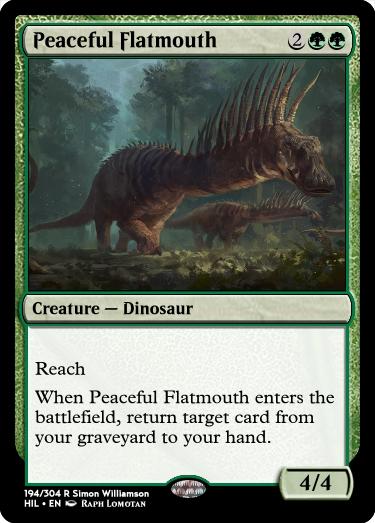 Peaceful Flatmouth 2
Creature — Dinosaur
Reach
When Peaceful Flatmouth enters the
battlefield, return target card from
your graveyard to your hand.
4/4
194/304 R Simon Williamson
HIL • EN Raph Lomotan